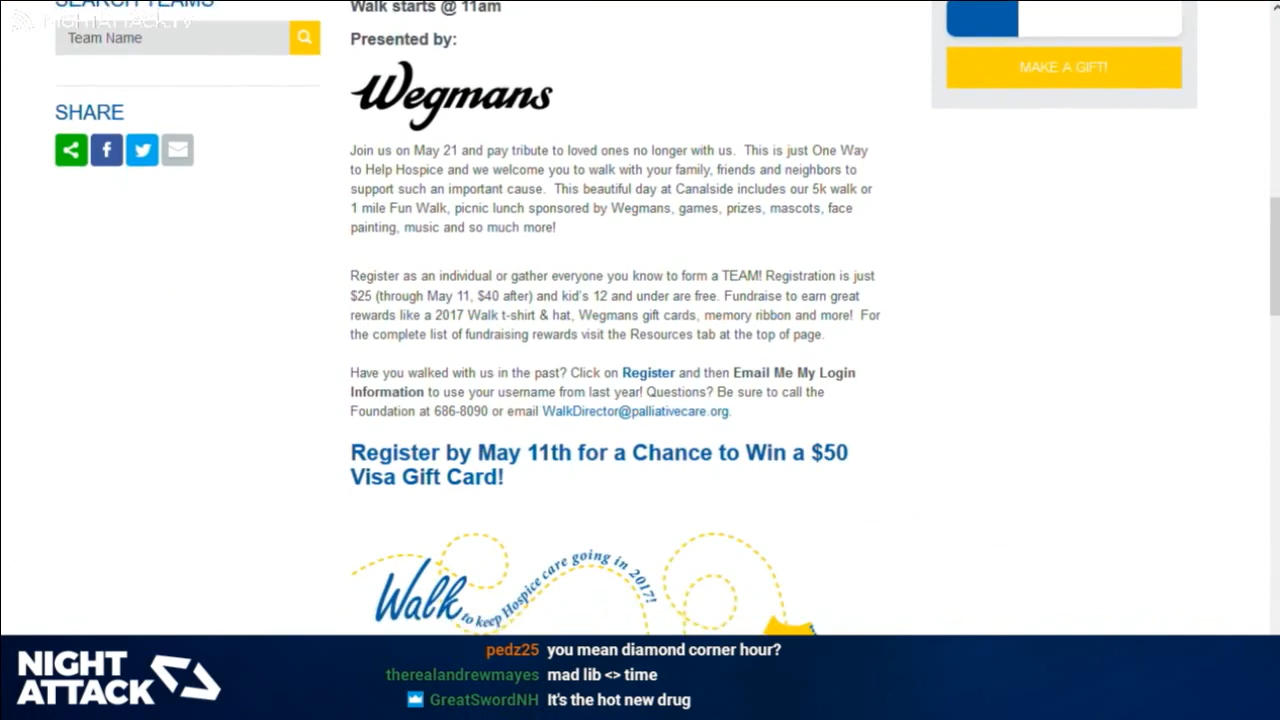 SEARCH TEAMS
NIGHTATTACK.TV
Team Name
SHARE
Walk starts @ 11am
Presented by:
Wegmans
Join us on May 21 and pay tribute to loved ones no longer with us.  This is just One Way
to Help Hospice and we welcome you to walk with your family, friends and neighbors to
support such an important cause.  This beautiful day at Canalside includes our 5k walk or
1 mile Fun Walk, picnic lunch sponsored by Wegmans, games, prizes, mascots, face
painting, music and so much more!
Register as an individual or gather everyone you know to form a TEAM! Registration is just
$25 (through May 11, $40 after) and kid's 12 and under are free. Fundraise to earn great
rewards like a 2017 Walk t-shirt & hat, Wegmans gift cards, memory ribbon and more!  For
the complete list of fundraising rewards visit the Resources tab at the top of page.
Have you walked with us in the past? Click on Register and then Email Me My Login
Information to use your username from last year! Questions? Be sure to call the
Foundation at 686-8090 or email WalkDirector@palliativecare.org.
Register by May 11th for a Chance to Win a $50
Visa Gift Card!
Walk to keep Hospice care going in 2017!
MAKE A GIFT!
NIGHT
ATTACK
pedz25 you mean diamond corner hour?
therealandrewmayes mad lib <> time
GreatSwordNH It's the hot new drug